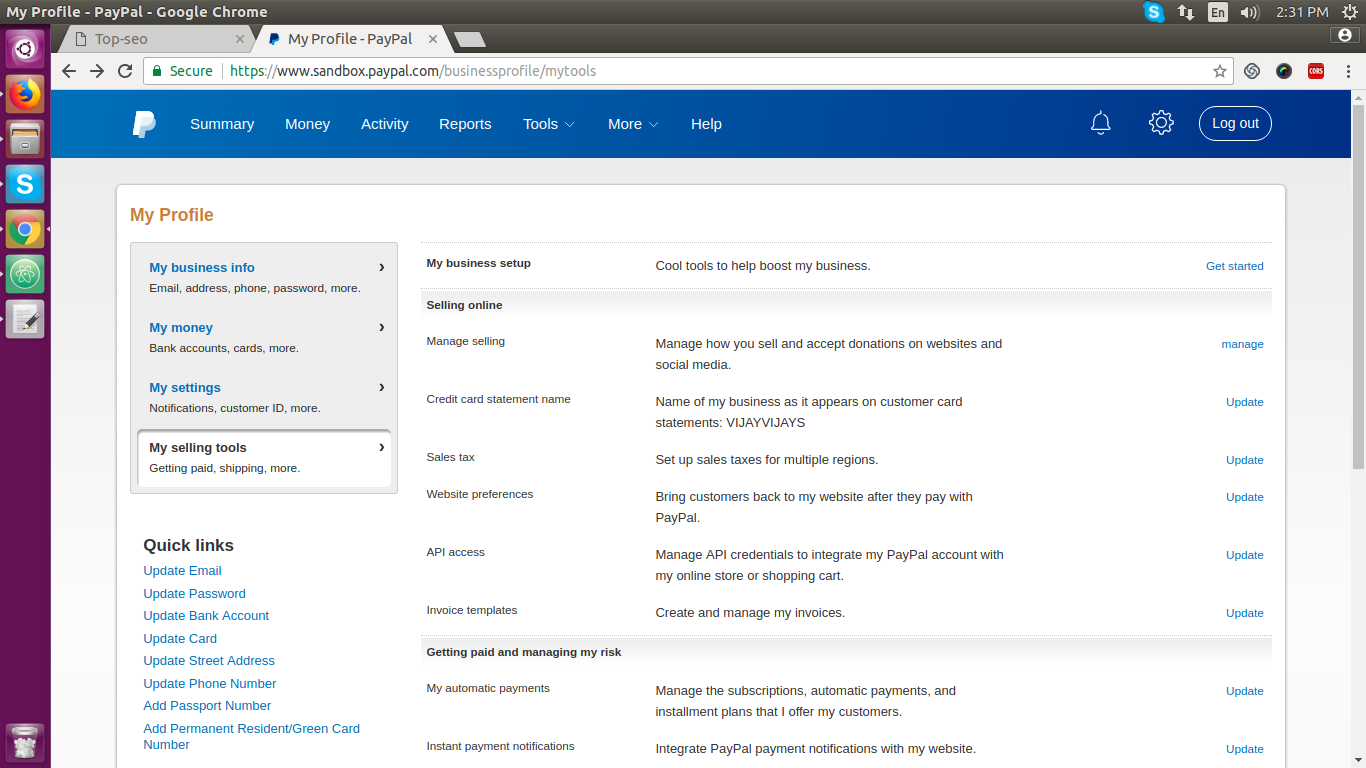 My Profile - PayPal - Google Chrome
En
2:31 PM
Top-seo
My Profile - PayPal
Secure
https://www.sandbox.paypal.com/businessprofile/mytools
CORS
Summary
Money
Activity
Reports
Tools
More
Help
Log out
My Profile
My business info
Email, address, phone, password, more.
My money
Bank accounts, cards, more.
My settings
Notifications, customer ID, more.
My selling tools
Getting paid, shipping, more.
Quick links
Update Email
Update Password
Update Bank Account
Update Card
Update Street Address
Update Phone Number
Add Passport Number
Add Permanent Resident/Green Card
Number
My business setup
Cool tools to help boost my business.
Get started
Selling online
Manage selling
Manage how you sell and accept donations on websites and
social media.
manage
Credit card statement name
Name of my business as it appears on customer card
statements: VIJAYVIJAYS
Update
Sales tax
Set up sales taxes for multiple regions.
Update
Website preferences
Bring customers back to my website after they pay with
PayPal.
Update
API access
Manage API credentials to integrate my PayPal account with
my online store or shopping cart.
Update
Invoice templates
Create and manage my invoices.
Update
Getting paid and managing my risk
My automatic payments
Manage the subscriptions, automatic payments, and
installment plans that I offer my customers.
Update
Instant payment notifications
Integrate PayPal payment notifications with my website.
Update